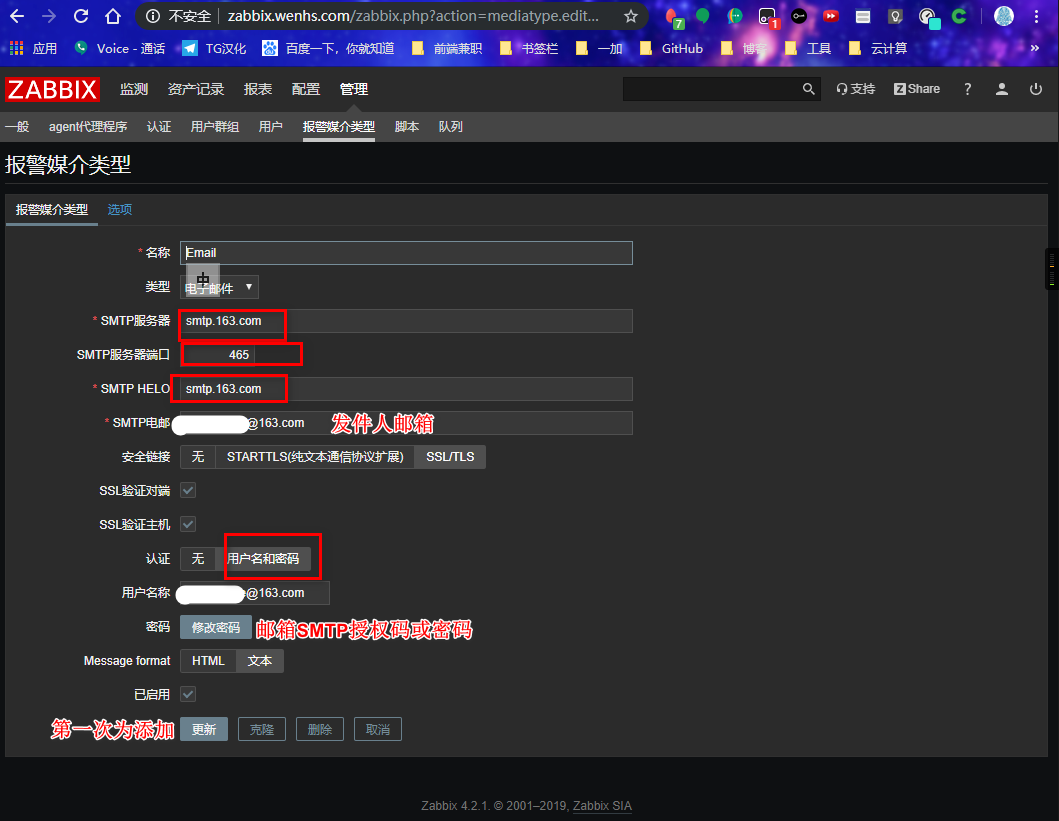 不安全 zabbix.wenhs.com/zabbix.php?action=mediatype.edit...
7
1
应用 Voice - 通话 TG汉化 百度一下，你就知道 前端兼职 书签栏 一加 GitHub 博客 工具 云计算 »
ZABBIX 监测 资产记录 报表 配置 管理 支持 Z Share ?
一般 agent代理程序 认证 用户群组 用户 报警媒介类型 脚本 队列
报警媒介类型
报警媒介类型 选项
* 名称 Email
中
类型 电子邮件
* SMTP服务器 smtp.163.com
SMTP服务器端口 465
* SMTP HELO smtp.163.com
* SMTP电邮 @163.com 发件人邮箱
安全链接 无 STARTTLS(纯文本通信协议扩展) SSL/TLS
SSL验证对端
SSL验证主机
认证 无 用户名和密码
用户名称 @163.com
密码 修改密码 邮箱SMTP授权码或密码
Message format HTML 文本
已启用
第一次为添加 更新 克隆 删除 取消
Zabbix 4.2.1. © 2001–2019, Zabbix SIA